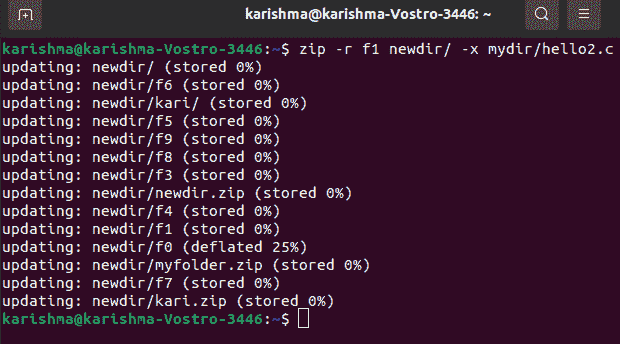 karishma@karishma-Vostro-3446: ~
karishma@karishma-Vostro-3446:~$ zip -r f1 newdir/ -x mydir/hello2.c
updating: newdir/ (stored 0%)
updating: newdir/f6 (stored 0%)
updating: newdir/kari/ (stored 0%)
updating: newdir/f5 (stored 0%)
updating: newdir/f9 (stored 0%)
updating: newdir/f8 (stored 0%)
updating: newdir/f3 (stored 0%)
updating: newdir/newdir.zip (stored 0%)
updating: newdir/f4 (stored 0%)
updating: newdir/f1 (stored 0%)
updating: newdir/f0 (deflated 25%)
updating: newdir/myfolder.zip (stored 0%)
updating: newdir/f7 (stored 0%)
updating: newdir/kari.zip (stored 0%)
karishma@karishma-Vostro-3446:~$